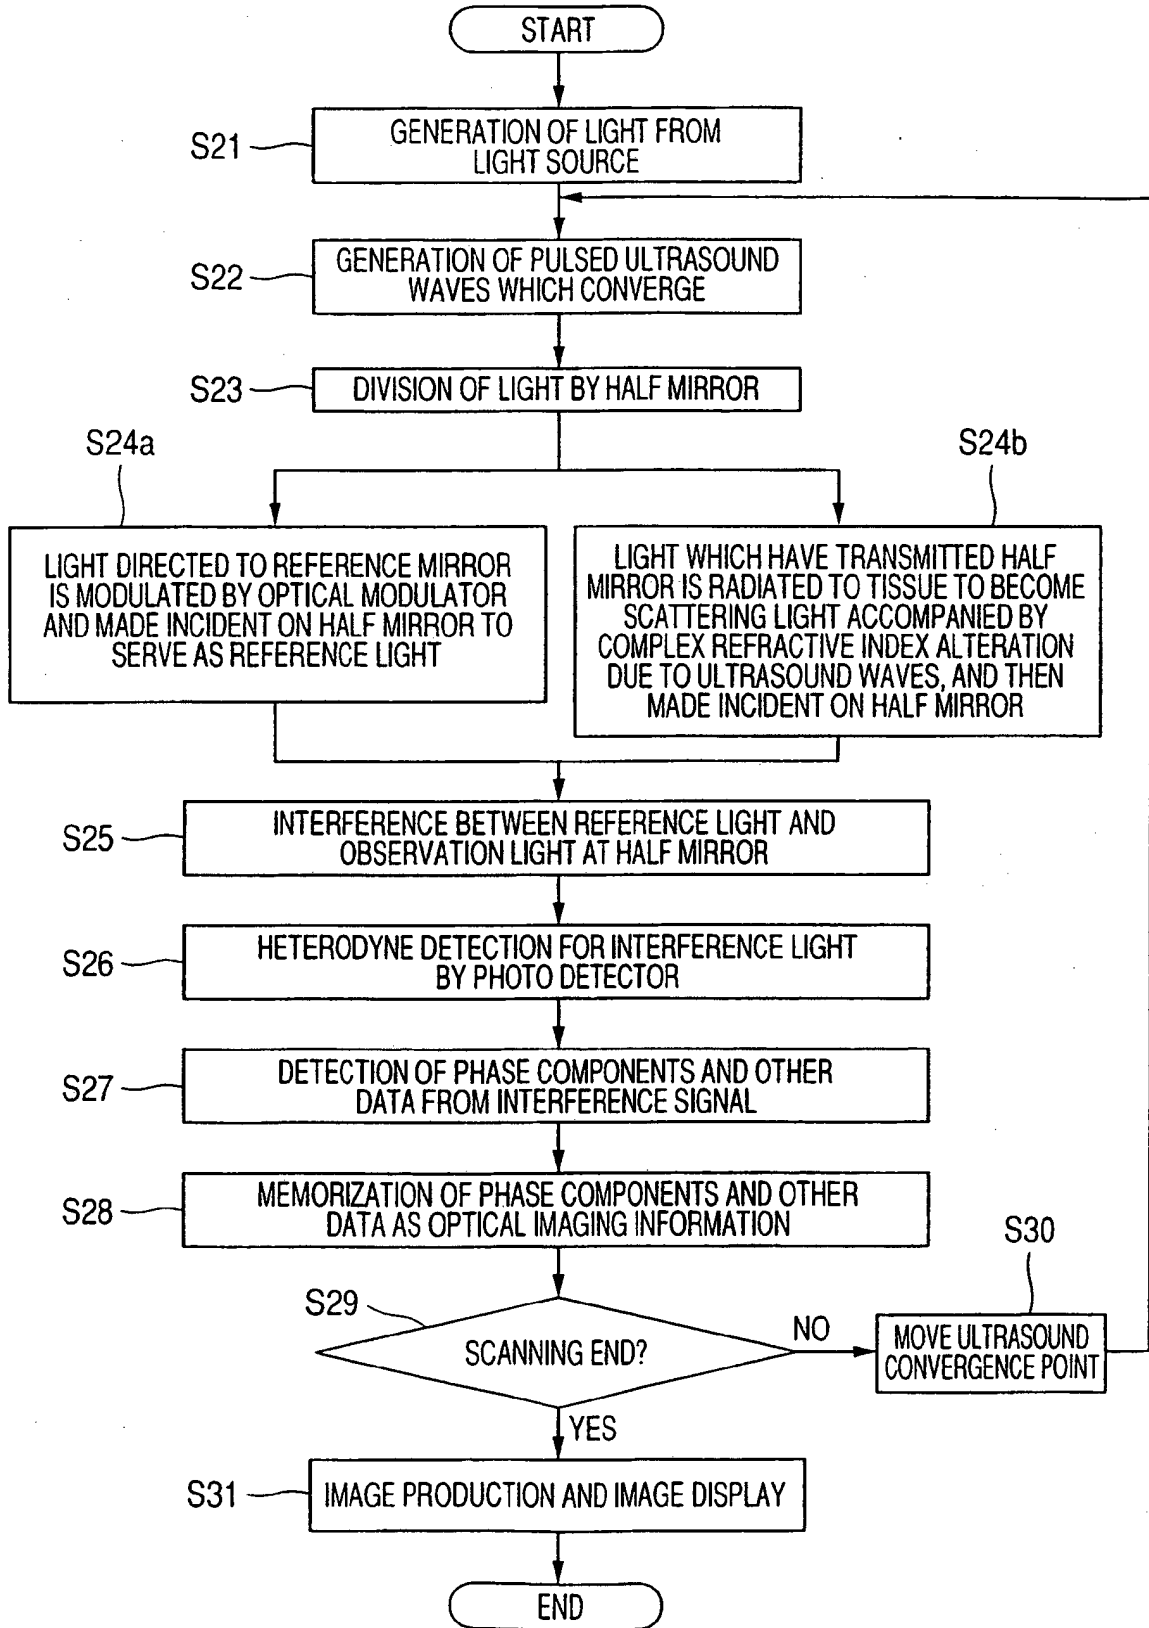 START
S21
GENERATION OF LIGHT FROM
LIGHT SOURCE
S22
GENERATION OF PULSED ULTRASOUND
WAVES WHICH CONVERGE
S23
DIVISION OF LIGHT BY HALF MIRROR
S24a
S24b
LIGHT DIRECTED TO REFERENCE MIRROR
IS MODULATED BY OPTICAL MODULATOR
AND MADE INCIDENT ON HALF MIRROR TO
SERVE AS REFERENCE LIGHT
LIGHT WHICH HAVE TRANSMITTED HALF
MIRROR IS RADIATED TO TISSUE TO BECOME
SCATTERING LIGHT ACCOMPANIED BY
COMPLEX REFRACTIVE INDEX ALTERATION
DUE TO ULTRASOUND WAVES, AND THEN
MADE INCIDENT ON HALF MIRROR
S25
INTERFERENCE BETWEEN REFERENCE LIGHT AND
OBSERVATION LIGHT AT HALF MIRROR
S26
HETERODYNE DETECTION FOR INTERFERENCE LIGHT
BY PHOTO DETECTOR
S27
DETECTION OF PHASE COMPONENTS AND OTHER
DATA FROM INTERFERENCE SIGNAL
S28
MEMORIZATION OF PHASE COMPONENTS AND OTHER
DATA AS OPTICAL IMAGING INFORMATION
S29
SCANNING END?
NO
S30
MOVE ULTRASOUND
CONVERGENCE POINT
YES
S31
IMAGE PRODUCTION AND IMAGE DISPLAY
END